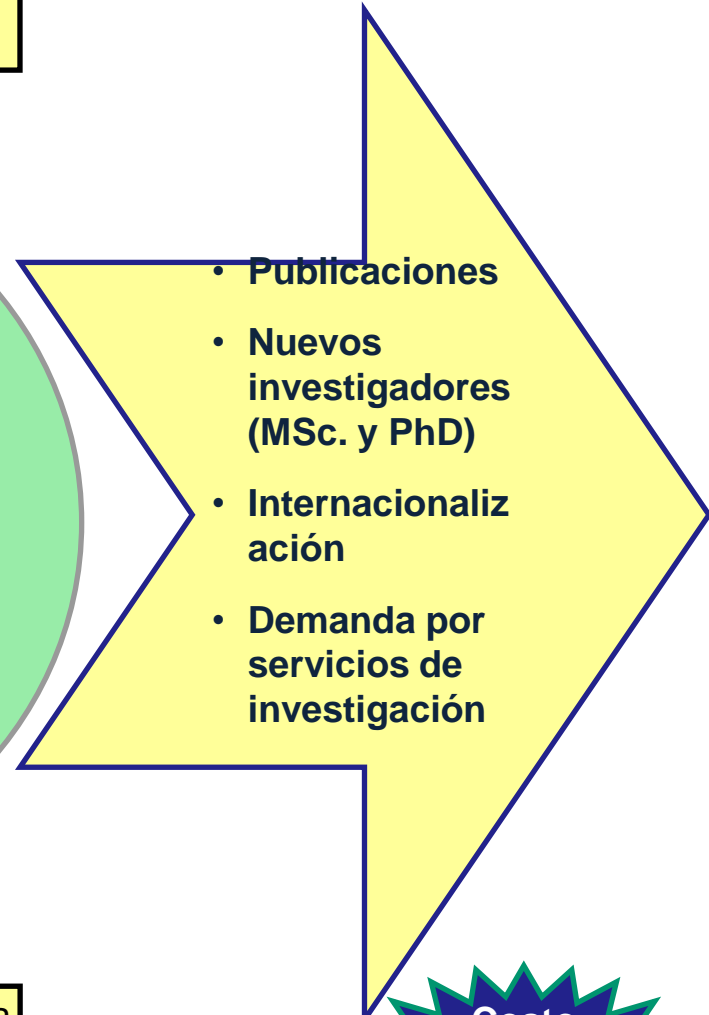 • Publicaciones
• Nuevos
investigadores
(MSc. y PhD)
• Internacionaliz
ación
• Demanda por
servicios de
investigación